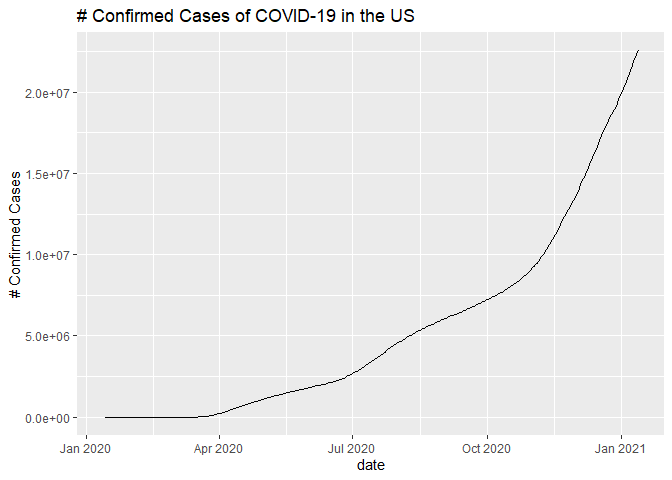 # Confirmed Cases of COVID-19 in the US
# Confirmed Cases
2.0e+07
1.5e+07
1.0e+07
5.0e+06
0.0e+00
Jan 2020 Apr 2020 Jul 2020 Oct 2020 Jan 2021
date